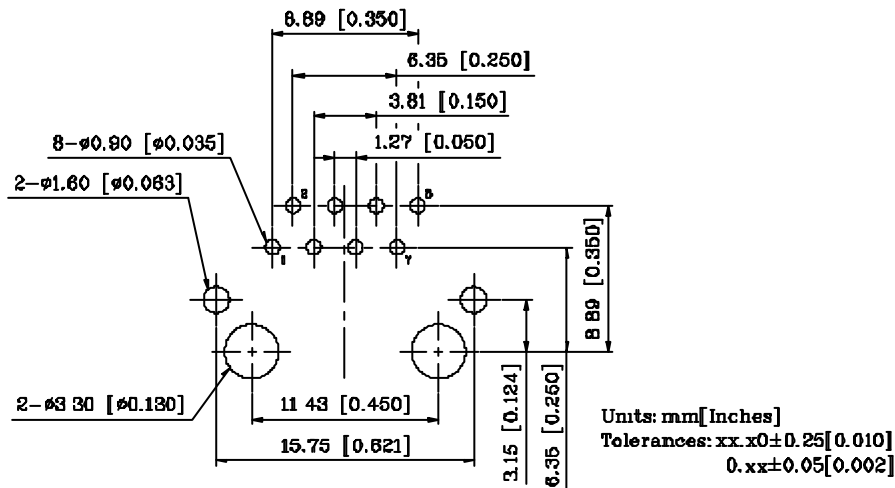 8.89 [0.350]
6.35 [0.250]
3.81 [0.150]
1.27 [0.050]
8-ø0.90 [ø0.035]
2-ø1.60 [ø0.063]
2
8
1
7
8.89 [0.350]
3.15 [0.124]
6.35 [0.250]
2-ø3.30 [ø0.130]
11.43 [0.450]
15.75 [0.621]
Units: mm[Inches]
Tolerances: xx.x0±0.25[0.010]
0.xx±0.05[0.002]